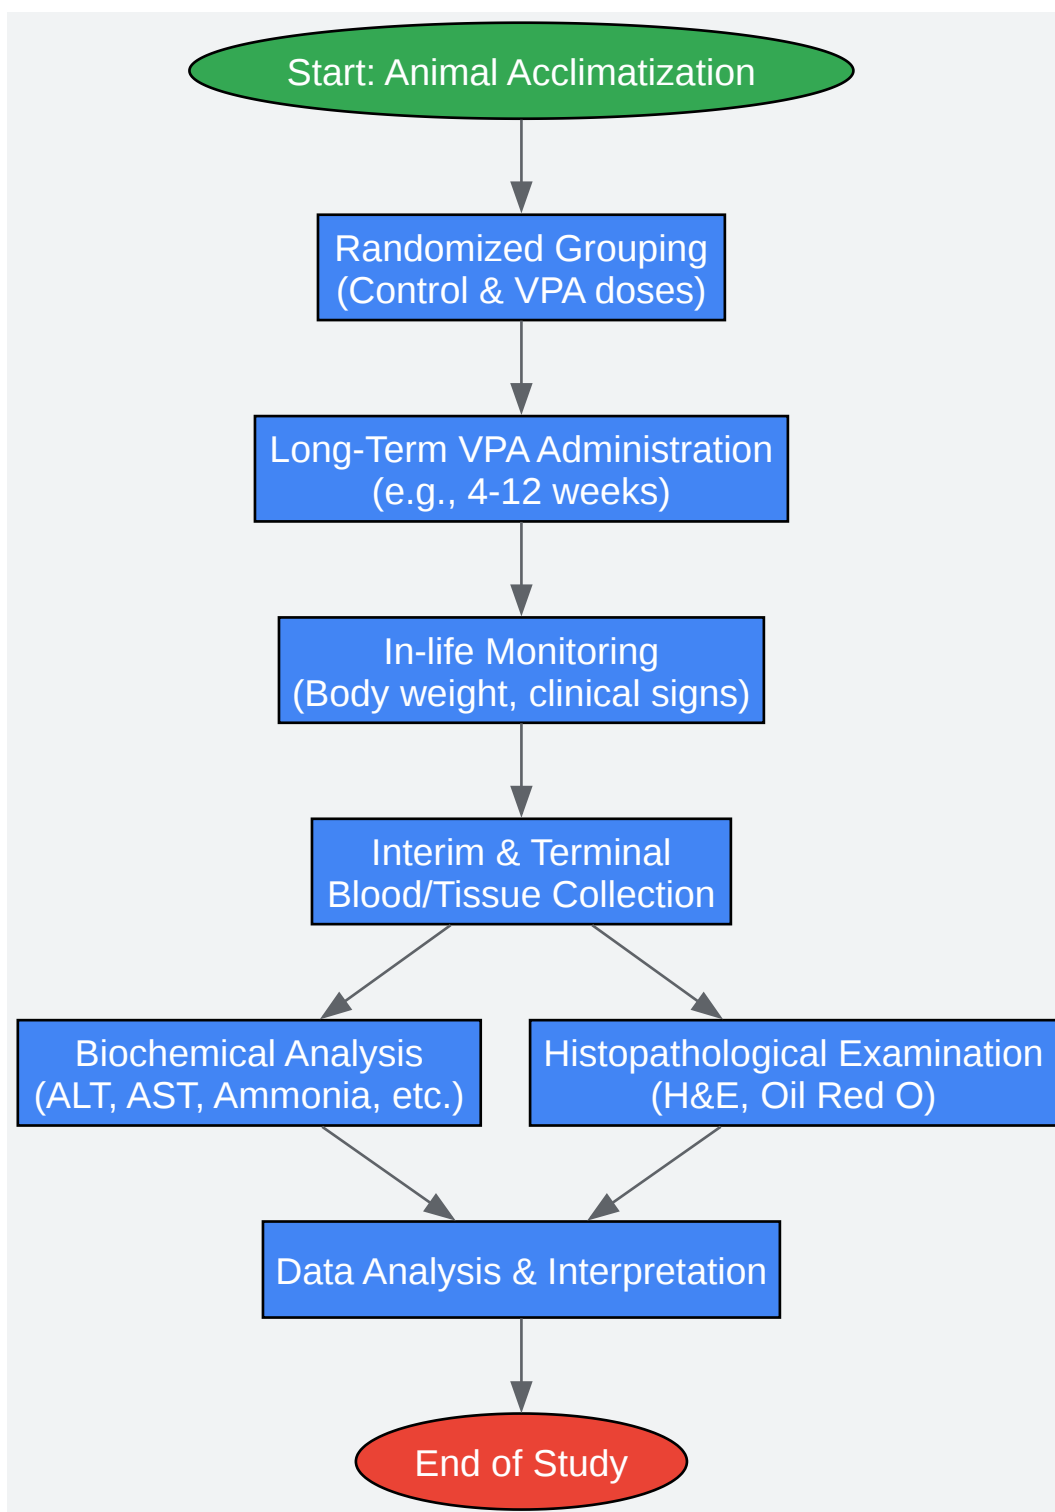 Start: Animal Acclimatization
Randomized Grouping
(Control & VPA doses)
Long-Term VPA Administration
(e.g., 4-12 weeks)
In-life Monitoring
(Body weight, clinical signs)
Interim & Terminal
Blood/Tissue Collection
Biochemical Analysis
(ALT, AST, Ammonia, etc.)
Histopathological Examination
(H&E, Oil Red O)
Data Analysis & Interpretation
End of Study